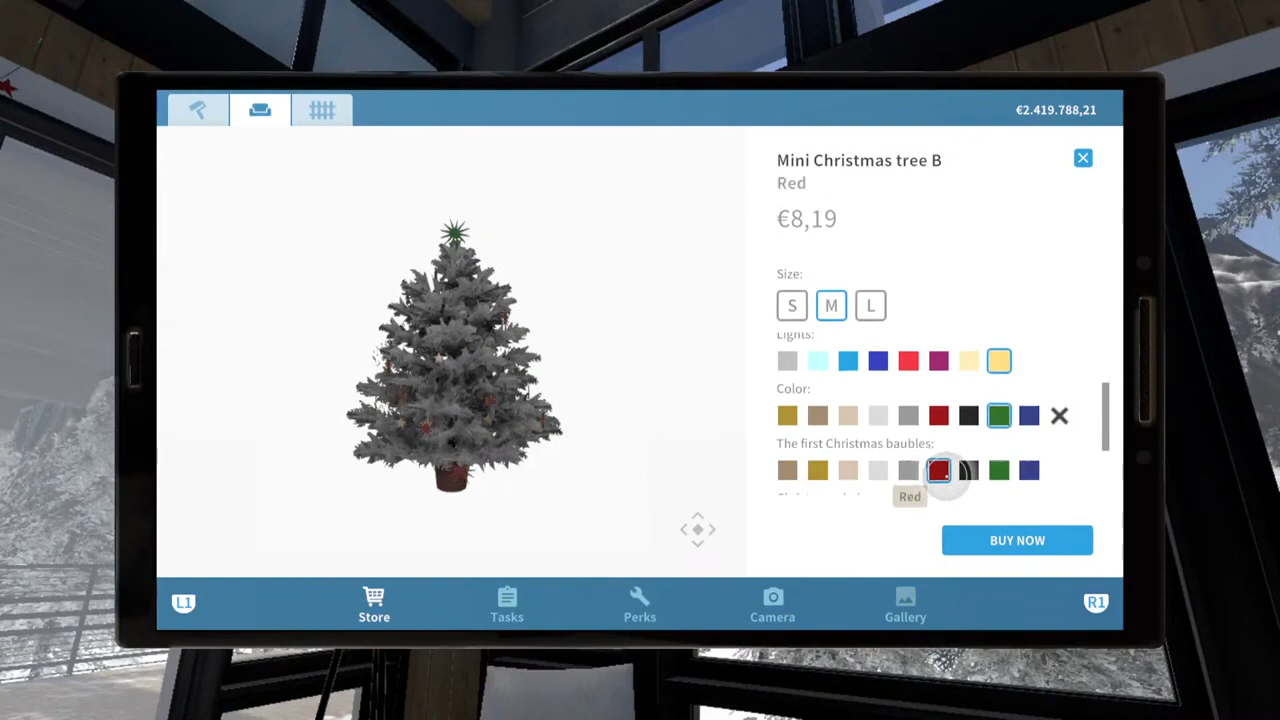 €2.419.788,21
Mini Christmas tree B
Red
€8,19
Size:
S M L
Lights:
Color:
The first Christmas baubles:
Red
BUY NOW
L1
Store
Tasks
Perks
Camera
Gallery
R1